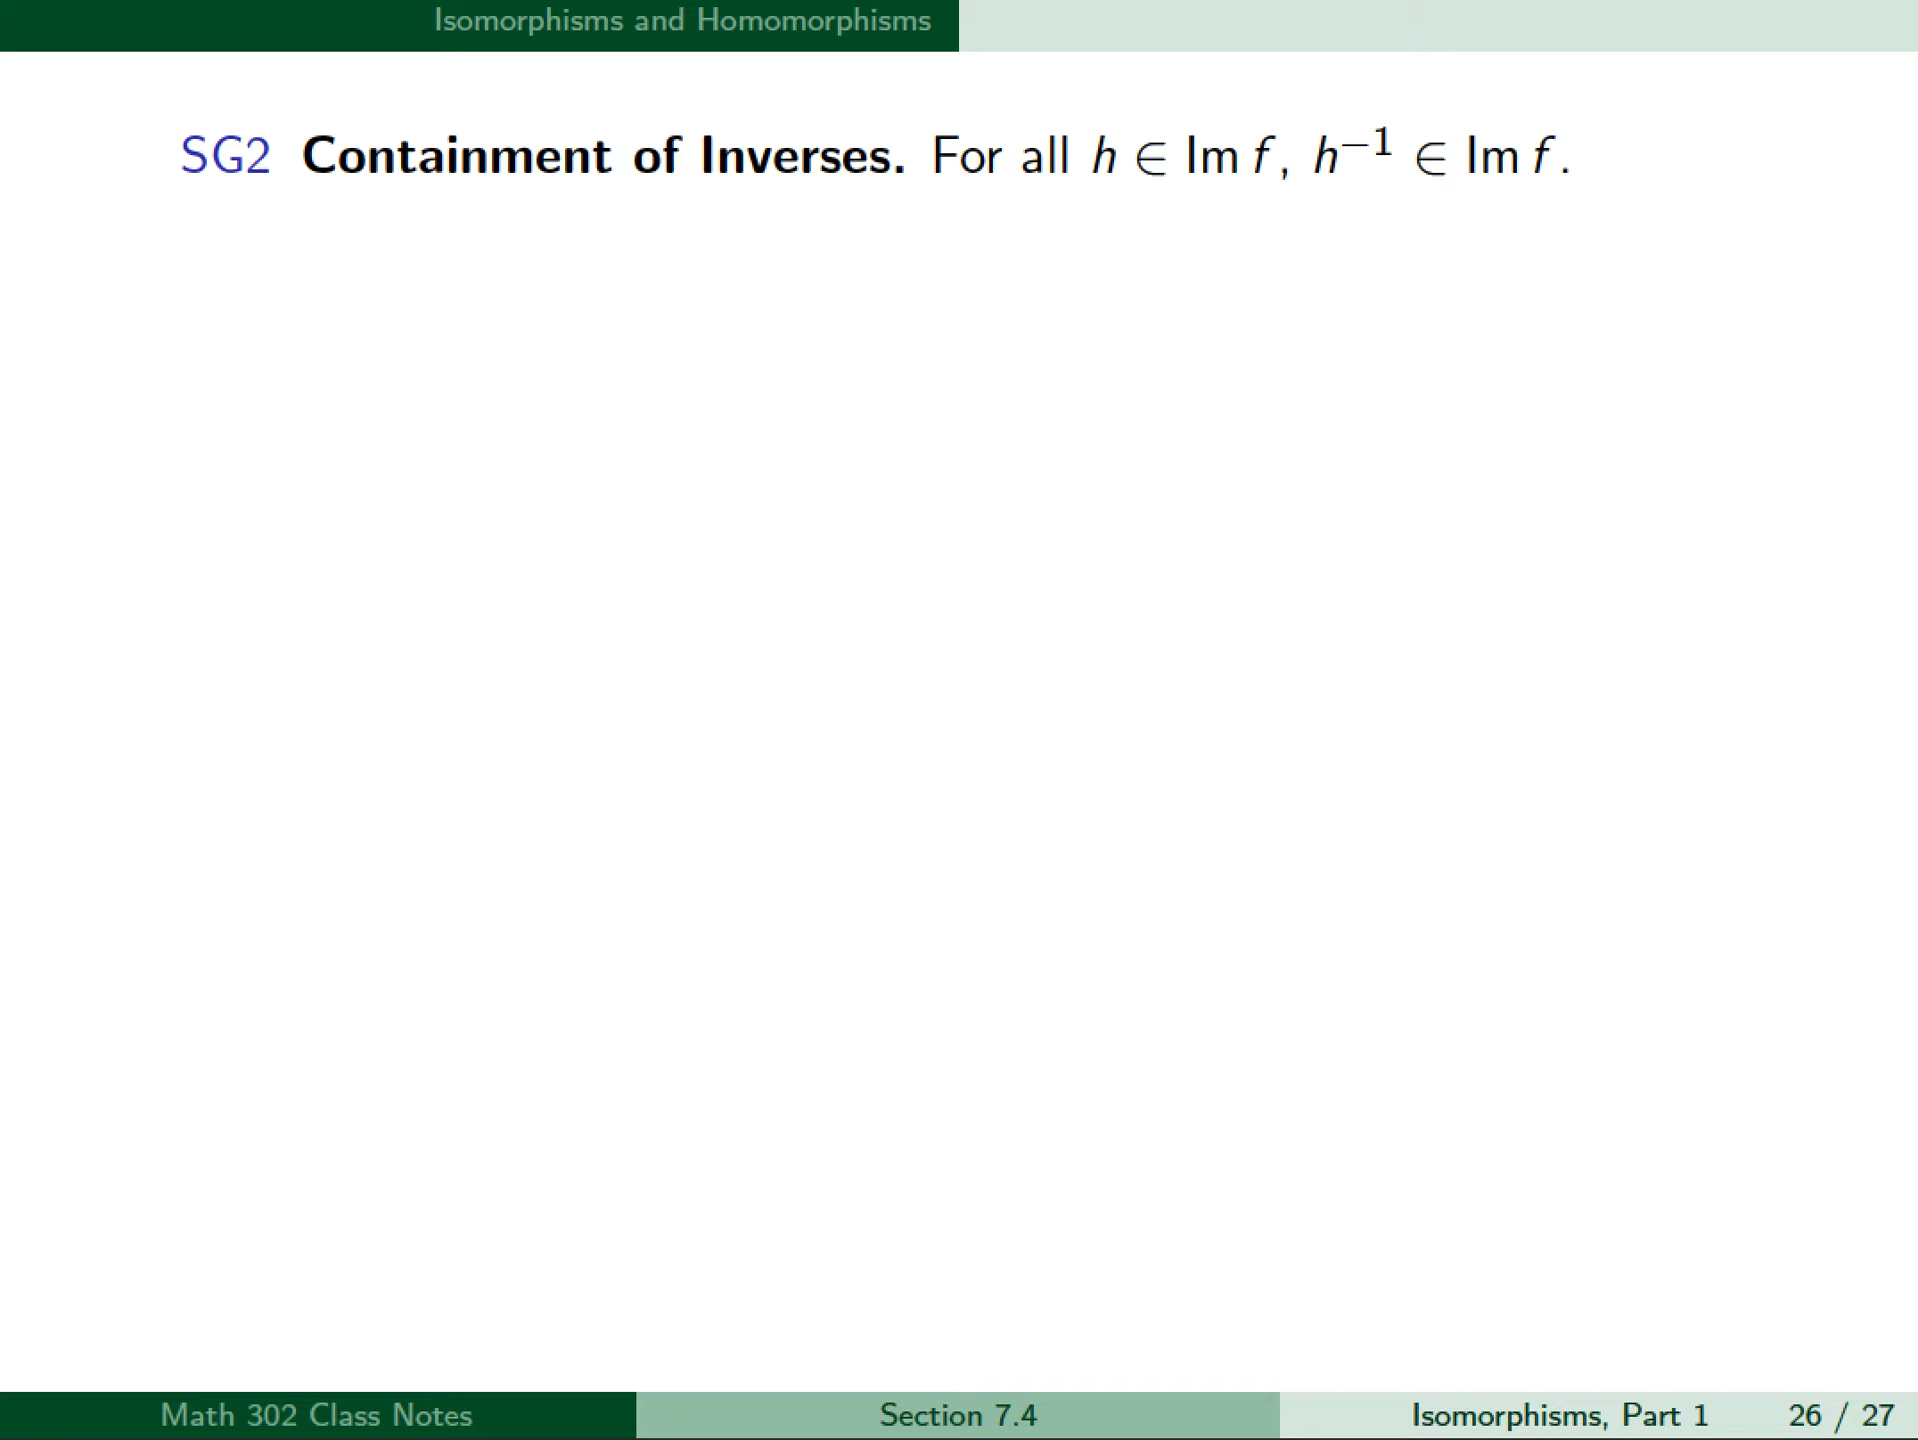 Isomorphisms and Homomorphisms
SG2 Containment of Inverses. For all h ∈ Im f, h⁻¹ ∈ Im f.
Math 302 Class Notes Section 7.4 Isomorphisms, Part 1 26 / 27